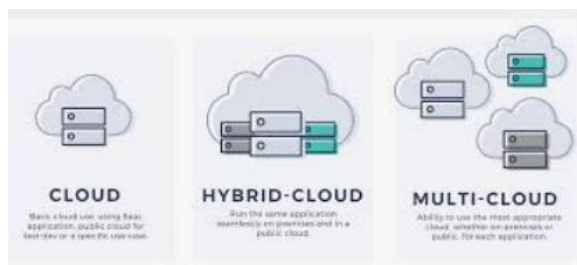 CLOUD
Basic cloud use, using SaaS
application, public cloud for
test-dev or a specific use case.
HYBRID-CLOUD
Run the same application
seamlessly on premises and in a
public cloud.
MULTI-CLOUD
Ability to use the most appropriate
cloud, whether on-premises or
public, for each application.